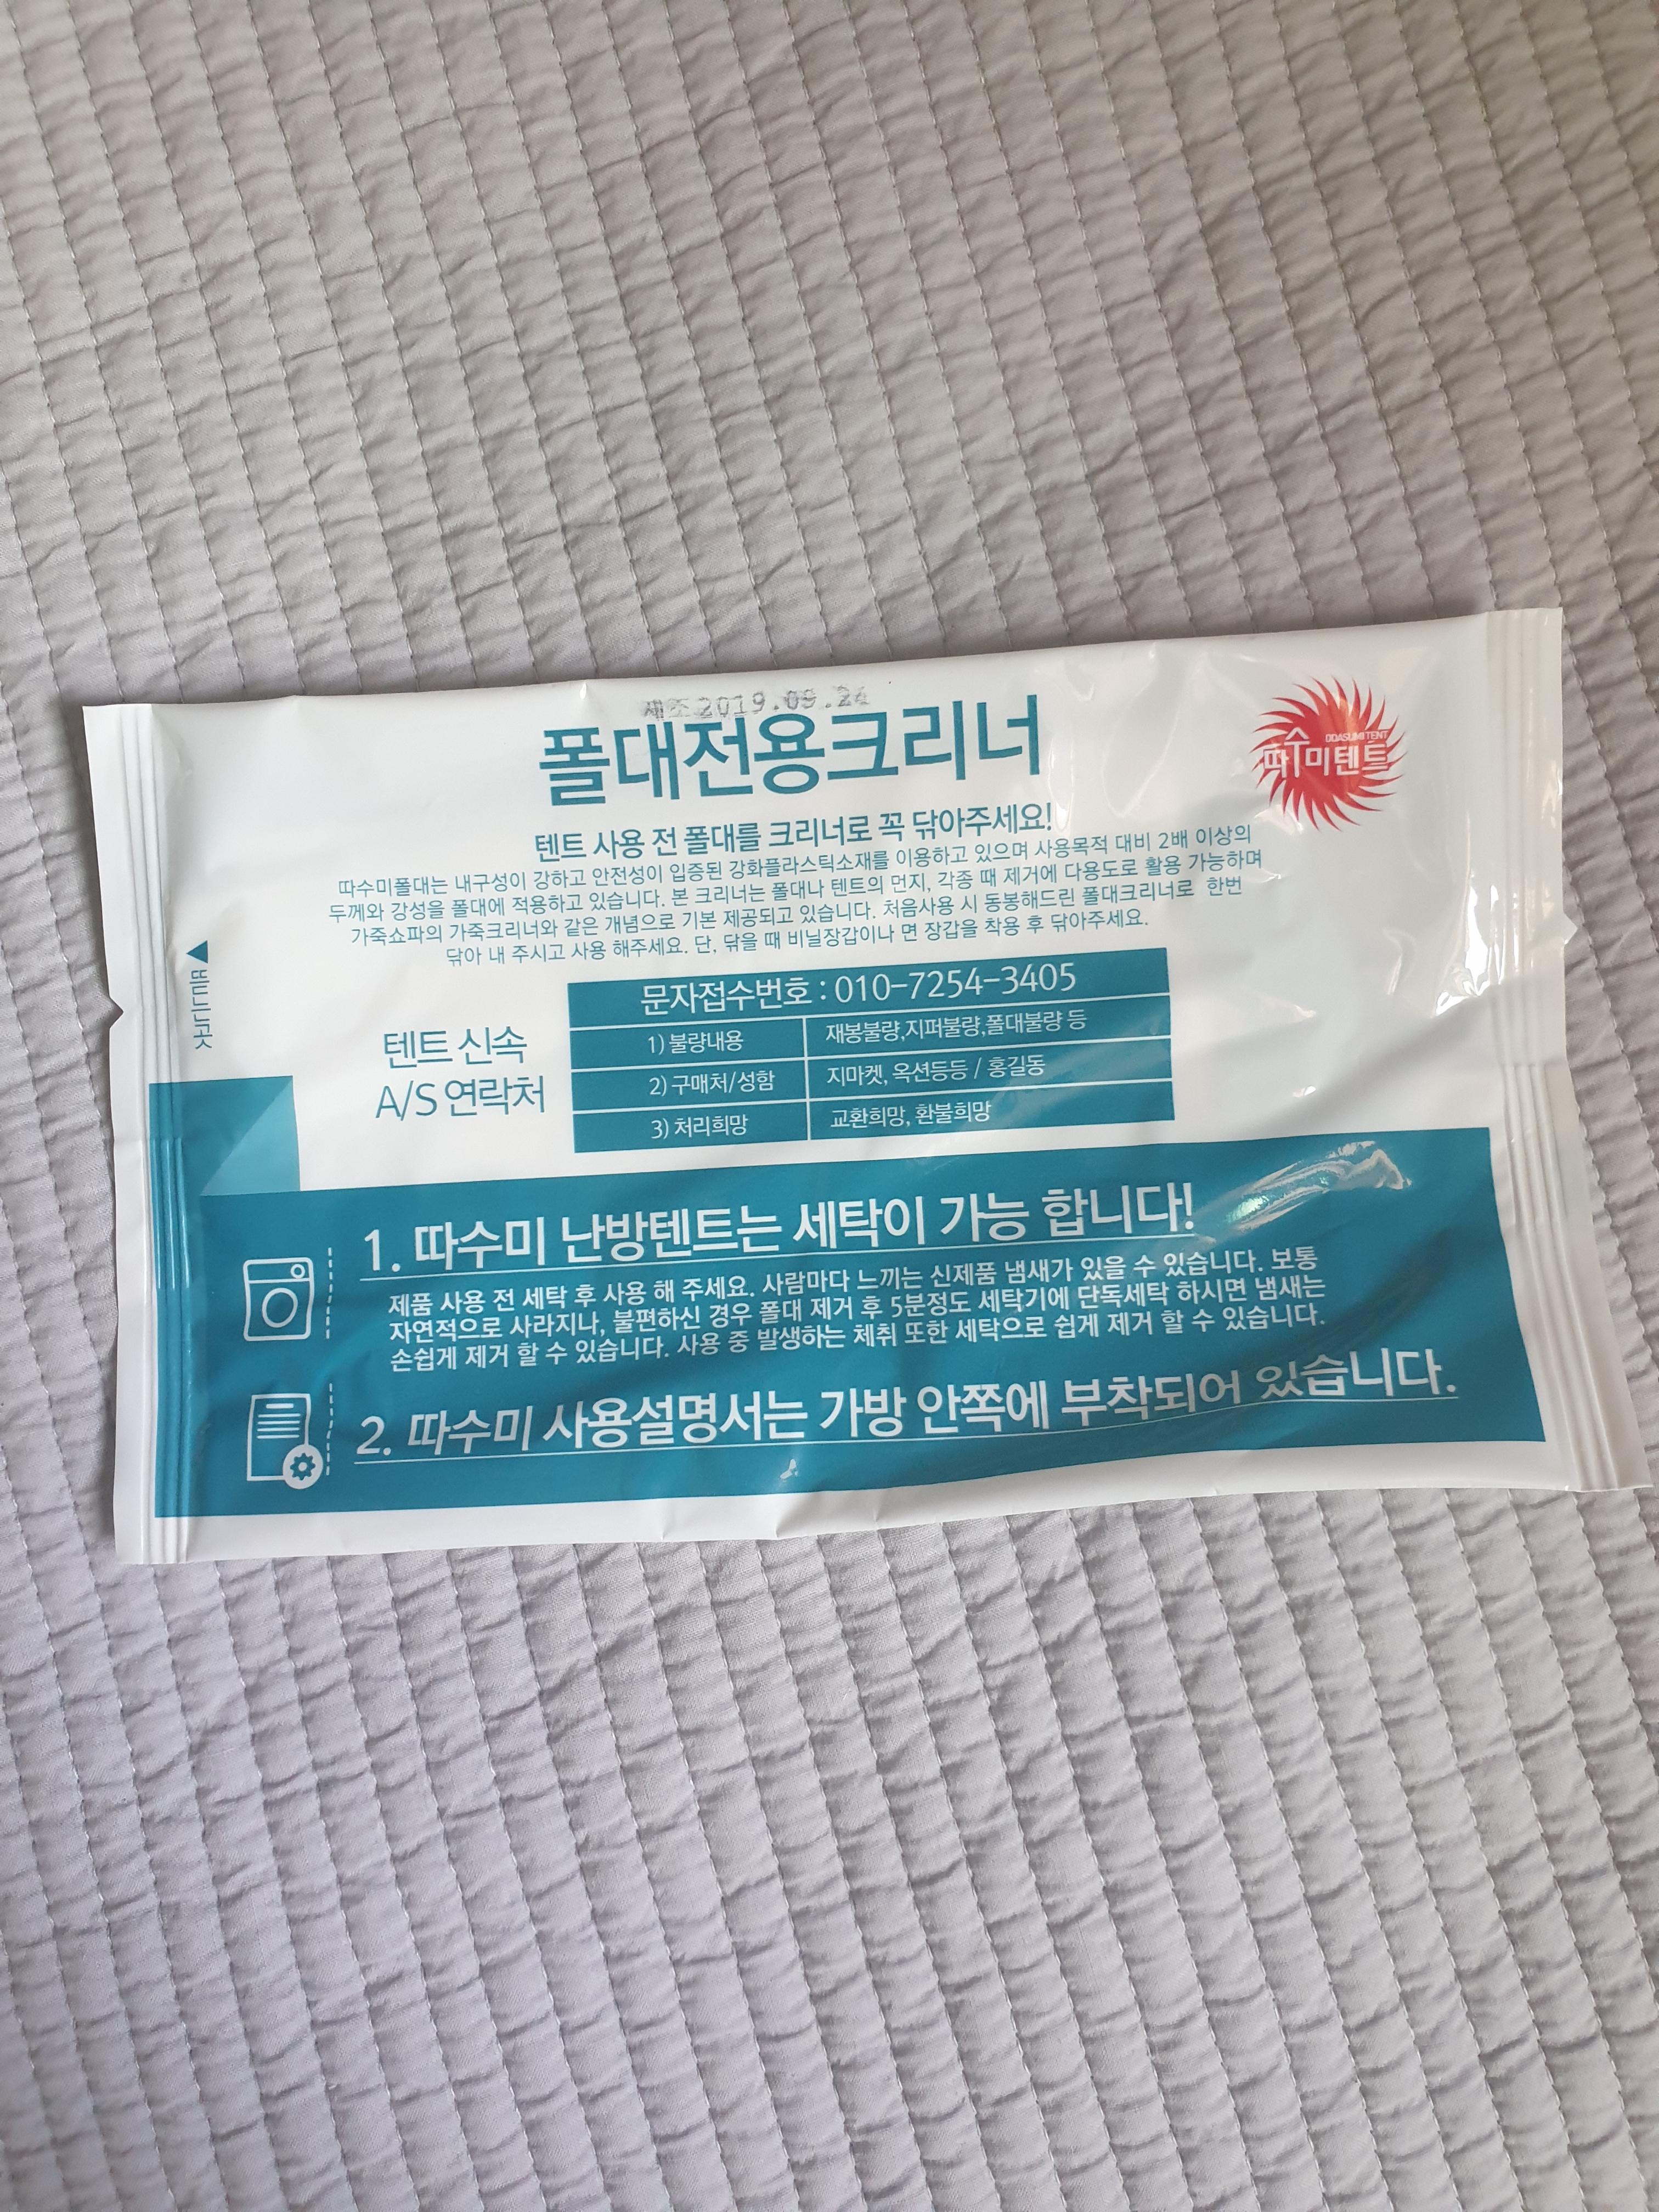 제조2019.09.24
폴대전용크리너
DDASUMI TENT
따수미텐트
텐트 사용 전 폴대를 크리너로 꼭 닦아주세요!
따수미폴대는 내구성이 강하고 안전성이 입증된 강화플라스틱소재를 이용하고 있으며 사용목적 대비 2배 이상의
두께와 강성을 폴대에 적용하고 있습니다. 본 크리너는 폴대나 텐트의 먼지, 각종 때 제거에 다용도로 활용 가능하며
가죽쇼파의 가죽크리너와 같은 개념으로 기본 제공되고 있습니다. 처음사용 시 동봉해드린 폴대크리너로 한번
닦아 내 주시고 사용 해주세요. 단, 닦을 때 비닐장갑이나 면 장갑을 착용 후 닦아주세요.
뜯는곳
텐트 신속
A/S 연락처
문자접수번호 : 010-7254-3405
1) 불량내용 재봉불량,지퍼불량,폴대불량 등
2) 구매처/성함 지마켓, 옥션등등 / 홍길동
3) 처리희망 교환희망, 환불희망
1. 따수미 난방텐트는 세탁이 가능 합니다!
제품 사용 전 세탁 후 사용 해 주세요. 사람마다 느끼는 신제품 냄새가 있을 수 있습니다. 보통
자연적으로 사라지나, 불편하신 경우 폴대 제거 후 5분정도 세탁기에 단독세탁 하시면 냄새는
손쉽게 제거 할 수 있습니다. 사용 중 발생하는 체취 또한 세탁으로 쉽게 제거 할 수 있습니다.
2. 따수미 사용설명서는 가방 안쪽에 부착되어 있습니다.